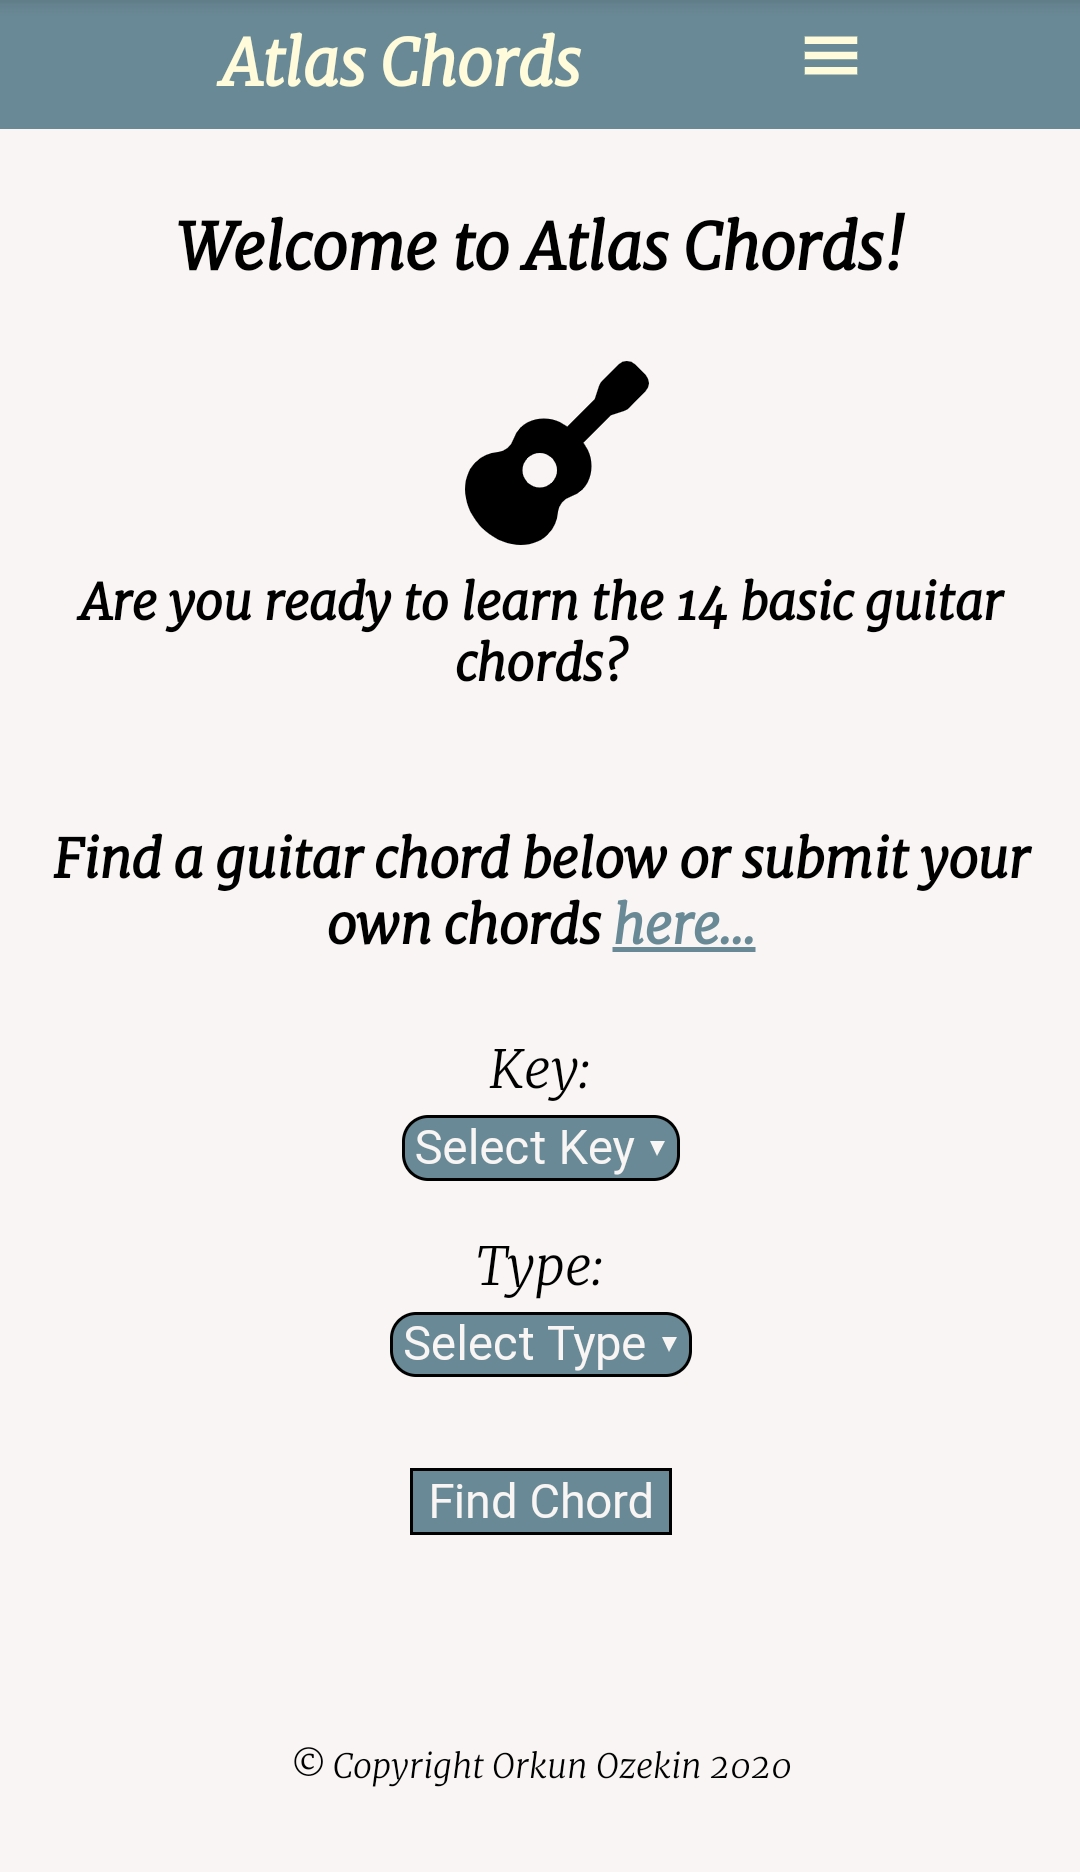 Atlas Chords
Welcome to Atlas Chords!
Are you ready to learn the 14 basic guitar
chords?
Find a guitar chord below or submit your
own chords here...
Key:
Select Key ▾
Type:
Select Type ▾
Find Chord
© Copyright Orkun Ozekin 2020